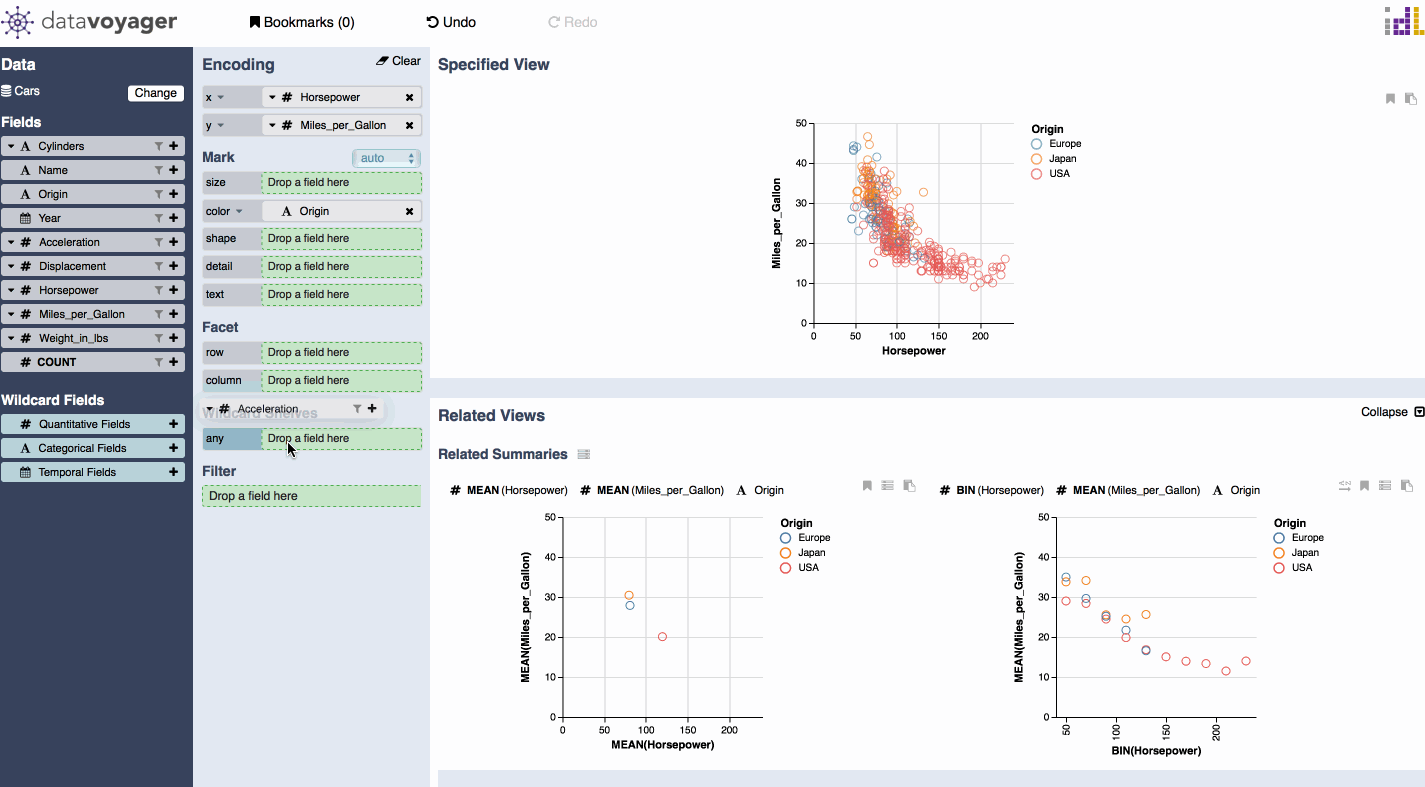 datavoyager Bookmarks (0) Undo Redo
Data
Cars Change
Fields
A Cylinders
A Name
A Origin
Year
# Acceleration
# Displacement
# Horsepower
# Miles_per_Gallon
# Weight_in_lbs
# COUNT
Wildcard Fields
# Quantitative Fields
A Categorical Fields
Temporal Fields
Encoding Clear
x # Horsepower
y # Miles_per_Gallon
Mark auto
size Drop a field here
color A Origin
shape Drop a field here
detail Drop a field here
text Drop a field here
Facet
row Drop a field here
column Drop a field here
Wildcard Shelves
# Acceleration
any Drop a field here
Filter
Drop a field here
Specified View
Miles_per_Gallon
50
40
30
20
10
0
0 50 100 150 200
Horsepower
Origin
Europe
Japan
USA
Related Views Collapse
Related Summaries
# MEAN (Horsepower) # MEAN (Miles_per_Gallon) A Origin
MEAN(Miles_per_Gallon)
50
40
30
20
10
0
0 50 100 150 200
MEAN(Horsepower)
Origin
Europe
Japan
USA
# BIN (Horsepower) # MEAN (Miles_per_Gallon) A Origin
MEAN(Miles_per_Gallon)
50
40
30
20
10
0
50 100 150 200
BIN(Horsepower)
Origin
Europe
Japan
USA